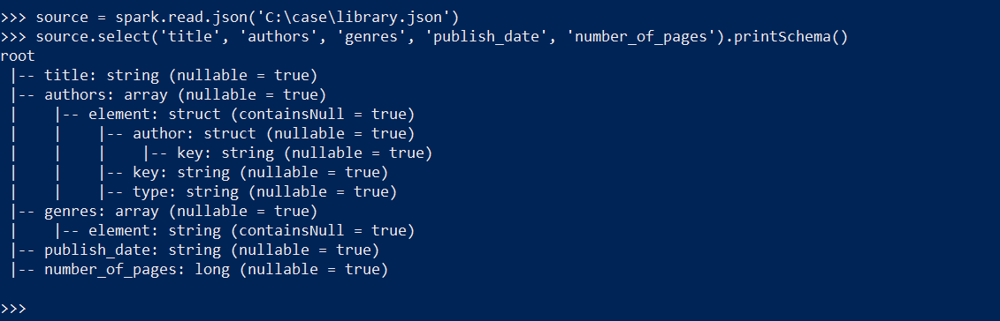 >>> source = spark.read.json('C:\case\library.json')
>>> source.select('title', 'authors', 'genres', 'publish_date', 'number_of_pages').printSchema()
root
 |-- title: string (nullable = true)
 |-- authors: array (nullable = true)
 |    |-- element: struct (containsNull = true)
 |    |    |-- author: struct (nullable = true)
 |    |    |    |-- key: string (nullable = true)
 |    |    |-- key: string (nullable = true)
 |    |    |-- type: string (nullable = true)
 |-- genres: array (nullable = true)
 |    |-- element: string (containsNull = true)
 |-- publish_date: string (nullable = true)
 |-- number_of_pages: long (nullable = true)
>>>